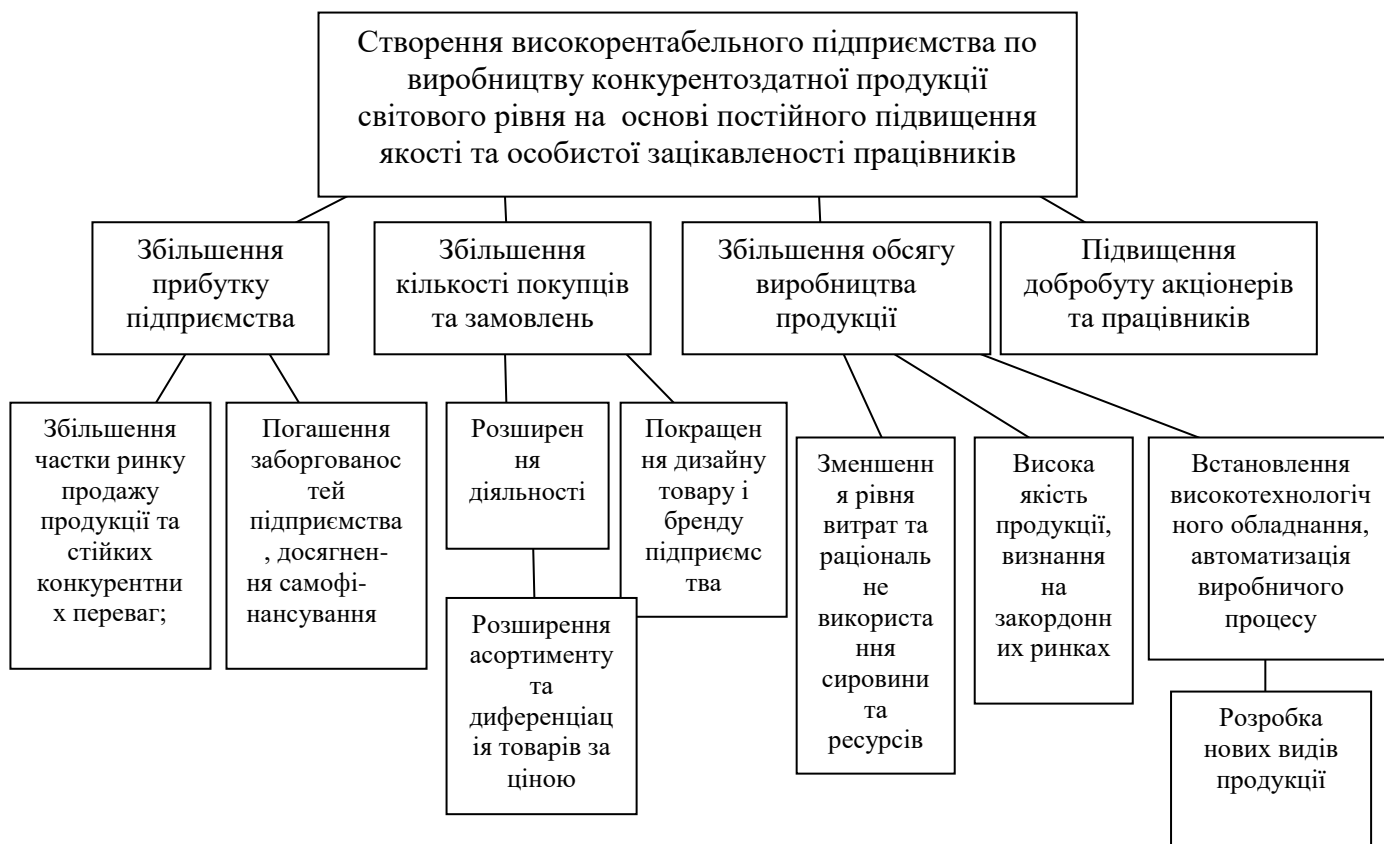 Створення високорентабельного підприємства по
виробництву конкурентоздатної продукції
світового рівня на основі постійного підвищення
якості та особистої зацікавленості працівників
Збільшення
прибутку
підприємства
Збільшення
кількості покупців
та замовлень
Збільшення обсягу
виробництва
продукції
Підвищення
добробуту акціонерів
та працівників
Збільшення
частки ринку
продажу
продукції та
стійких
конкурентни
х переваг;
Погашення
заборгованос
тей
підприємства
, досягнен-
ня самофі-
нансування
Розширен
ня
діяльності
Покращен
ня дизайну
товару і
бренду
підприємс
тва
Зменшенн
я рівня
витрат та
раціональ
не
використа
ння
сировини
та
ресурсів
Висока
якість
продукції,
визнання
на
закордонн
их ринках
Встановлення
високотехнологіч
ного обладнання,
автоматизація
виробничого
процесу
Розширення
асортименту
та
диференціац
ія товарів за
ціною
Розробка
нових видів
продукції